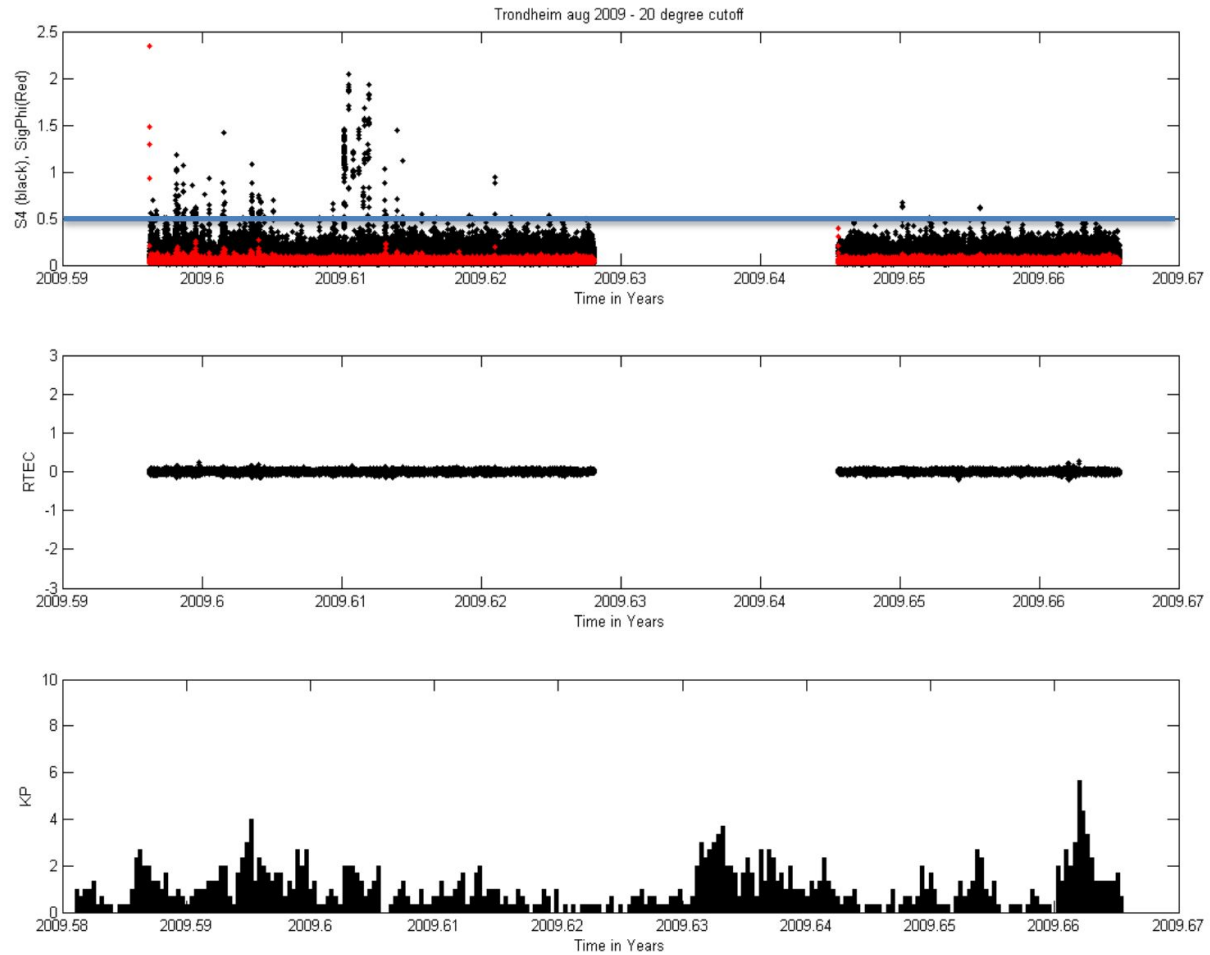 Trondheim aug 2009 - 20 degree cutoff
S4 (black), SigPhi(Red)
2.5
2
1.5
1
0.5
0
2009.59 2009.6 2009.61 2009.62 2009.63 2009.64 2009.65 2009.66 2009.67
Time in Years
RTEC
3
2
1
0
-1
-2
-3
2009.59 2009.6 2009.61 2009.62 2009.63 2009.64 2009.65 2009.66 2009.67
Time in Years
KP
10
8
6
4
2
0
2009.58 2009.59 2009.6 2009.61 2009.62 2009.63 2009.64 2009.65 2009.66 2009.67
Time in Years